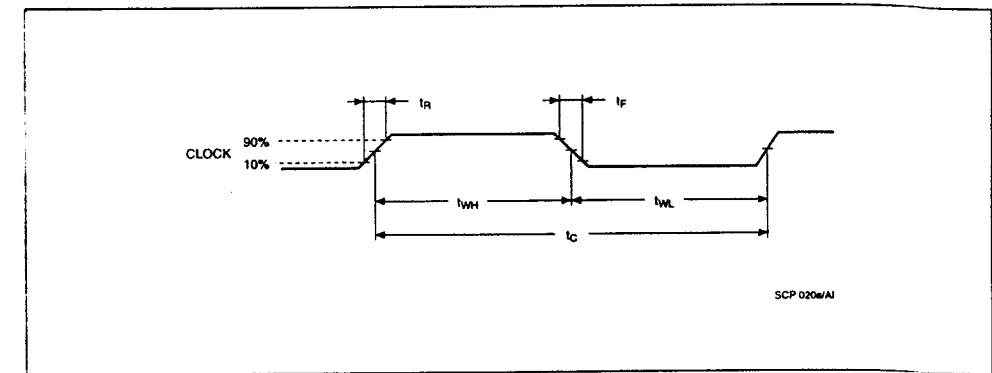 tR
tF
90%
CLOCK
10%
tWH
tWL
tC
SCP 020a/AI